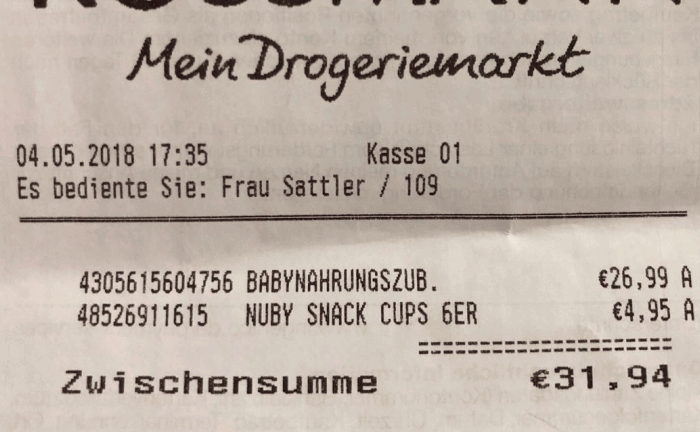 Mein Drogeriemarkt
04.05.2018 17:35 Kasse 01
Es bediente Sie: Frau Sattler / 109
4305615604756 BABYNAHRUNGSZUB. €26,99 A
48526911615 NUBY SNACK CUPS 6ER €4,95 A
Zwischensumme €31,94